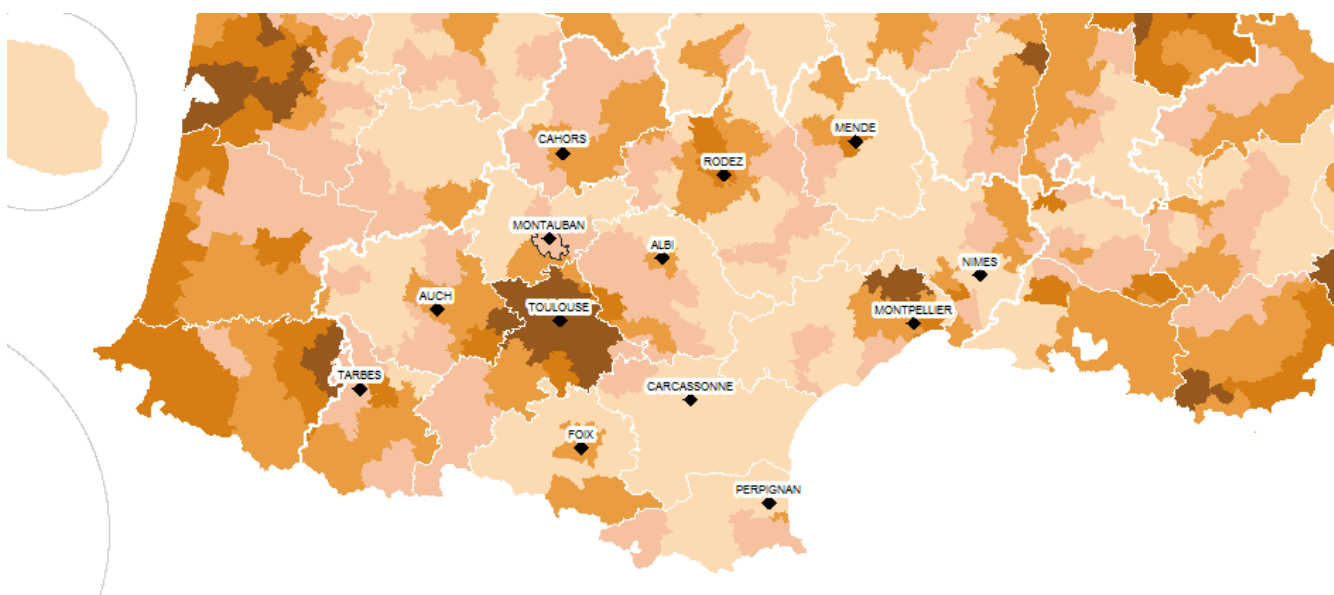 MENDE
CAHORS
RODEZ
MONTAUBAN
ALBI
NIMES
AUCH
TOULOUSE
MONTPELLIER
TARBES
CARCASSONNE
FOIX
PERPIGNAN